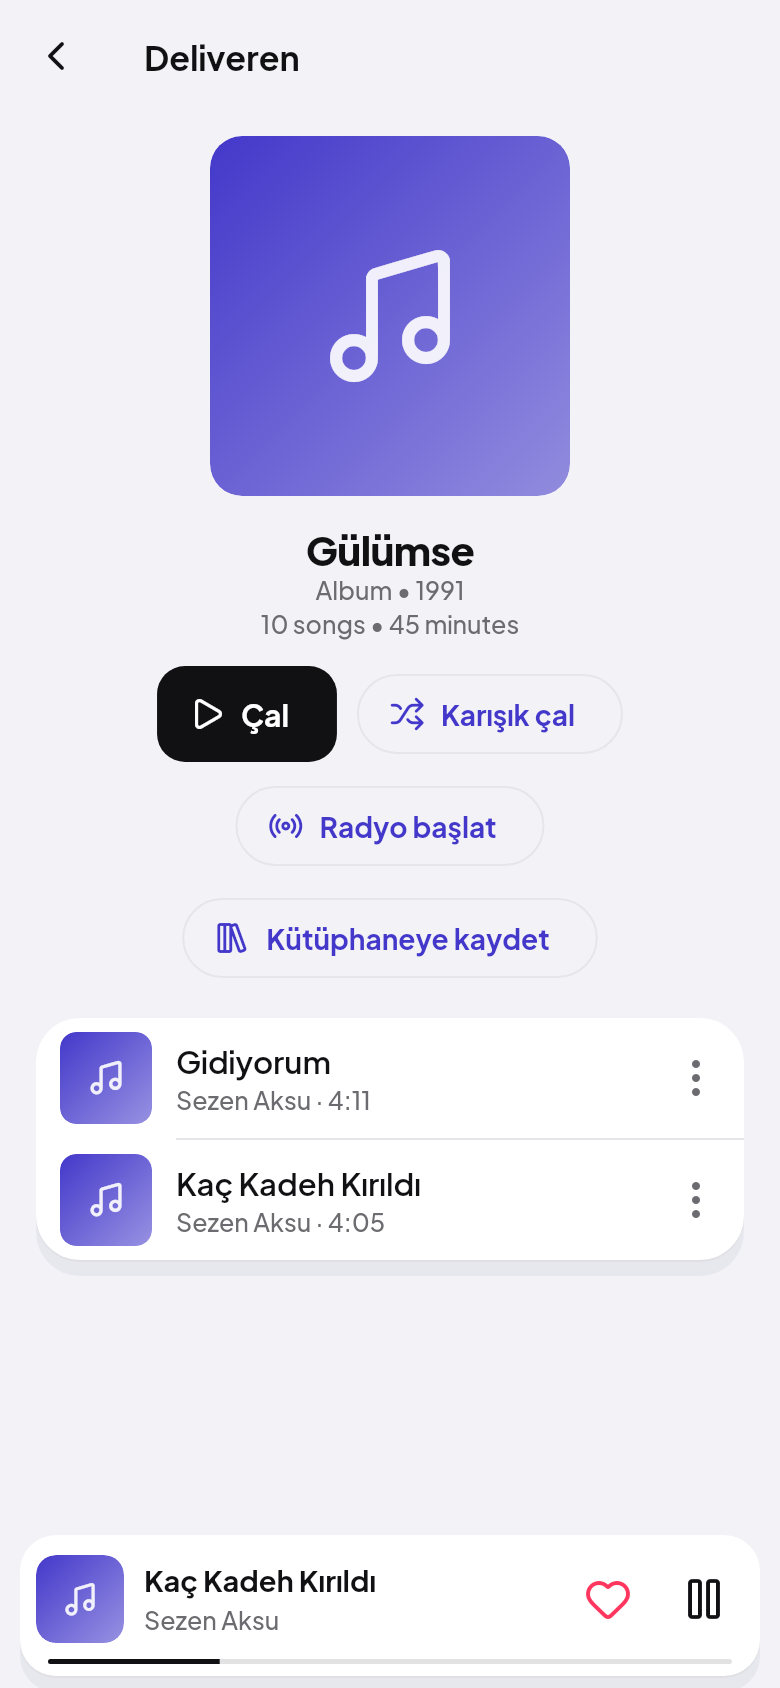 Deliveren
Gülümse
Album • 1991
10 songs • 45 minutes
Çal
Karışık çal
Radyo başlat
Kütüphaneye kaydet
Gidiyorum
Sezen Aksu · 4:11
Kaç Kadeh Kırıldı
Sezen Aksu · 4:05
Kaç Kadeh Kırıldı
Sezen Aksu